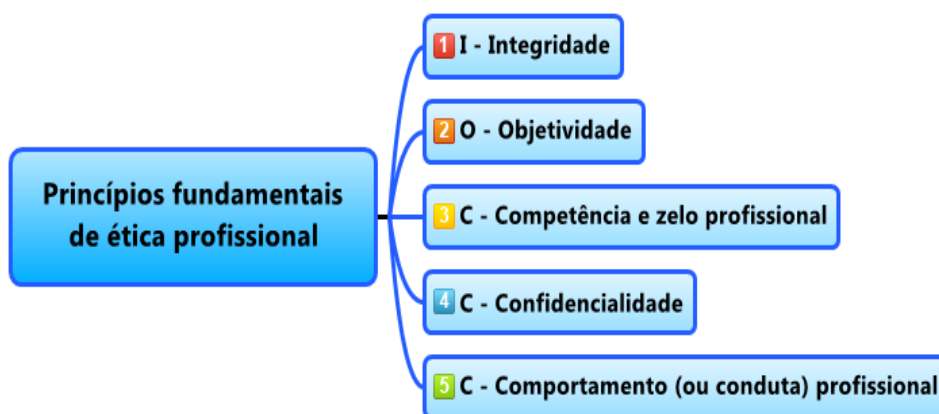 Princípios fundamentais
de ética profissional
1 I - Integridade
2 O - Objetividade
3 C - Competência e zelo profissional
4 C - Confidencialidade
5 C - Comportamento (ou conduta) profissional